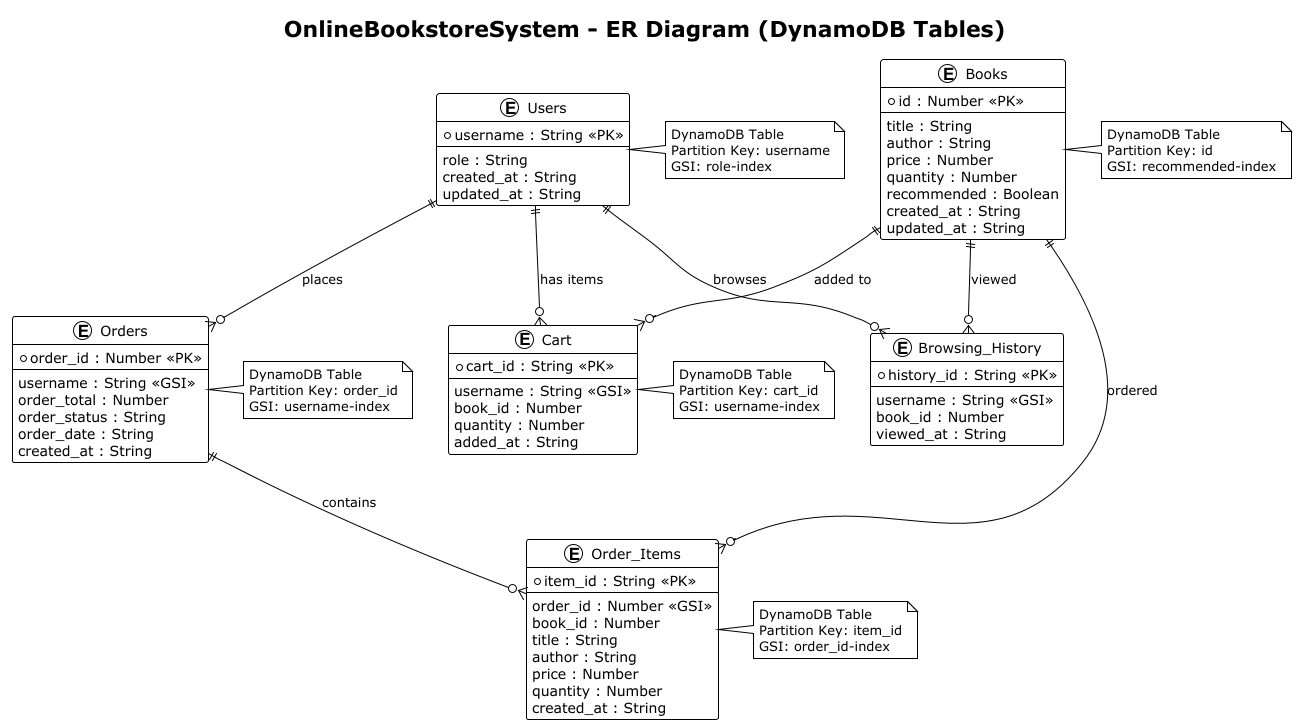 OnlineBookstoreSystem - ER Diagram (DynamoDB Tables)
E Users
username : String «PK»
role : String
created_at : String
updated_at : String
DynamoDB Table
Partition Key: username
GSI: role-index
E Books
id : Number «PK»
title : String
author : String
price : Number
quantity : Number
recommended : Boolean
created_at : String
updated_at : String
DynamoDB Table
Partition Key: id
GSI: recommended-index
places
has items
browses
added to
viewed
ordered
E Orders
order_id : Number «PK»
username : String «GSI»
order_total : Number
order_status : String
order_date : String
created_at : String
DynamoDB Table
Partition Key: order_id
GSI: username-index
E Cart
cart_id : String «PK»
username : String «GSI»
book_id : Number
quantity : Number
added_at : String
DynamoDB Table
Partition Key: cart_id
GSI: username-index
E Browsing_History
history_id : String «PK»
username : String «GSI»
book_id : Number
viewed_at : String
contains
E Order_Items
item_id : String «PK»
order_id : Number «GSI»
book_id : Number
title : String
author : String
price : Number
quantity : Number
created_at : String
DynamoDB Table
Partition Key: item_id
GSI: order_id-index